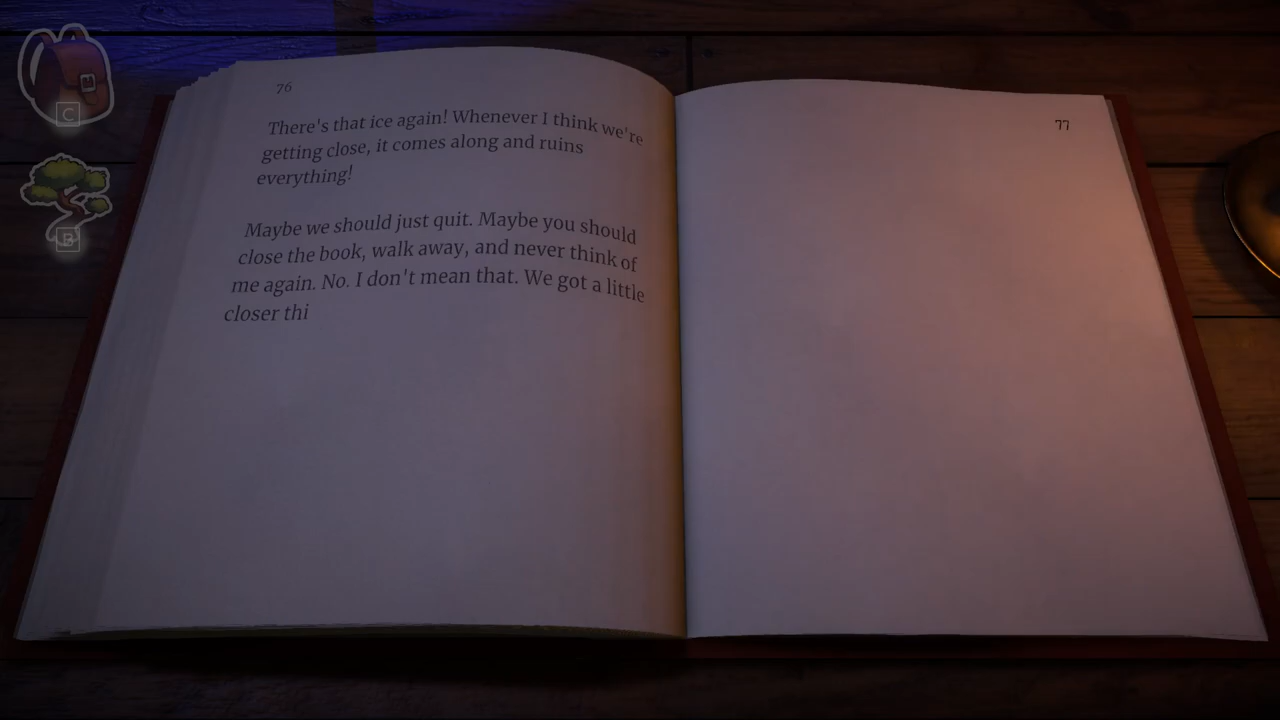 C
B
76
There's that ice again! Whenever I think we're
getting close, it comes along and ruins
everything!
Maybe we should just quit. Maybe you should
close the book, walk away, and never think of
me again. No. I don't mean that. We got a little
closer thi
77